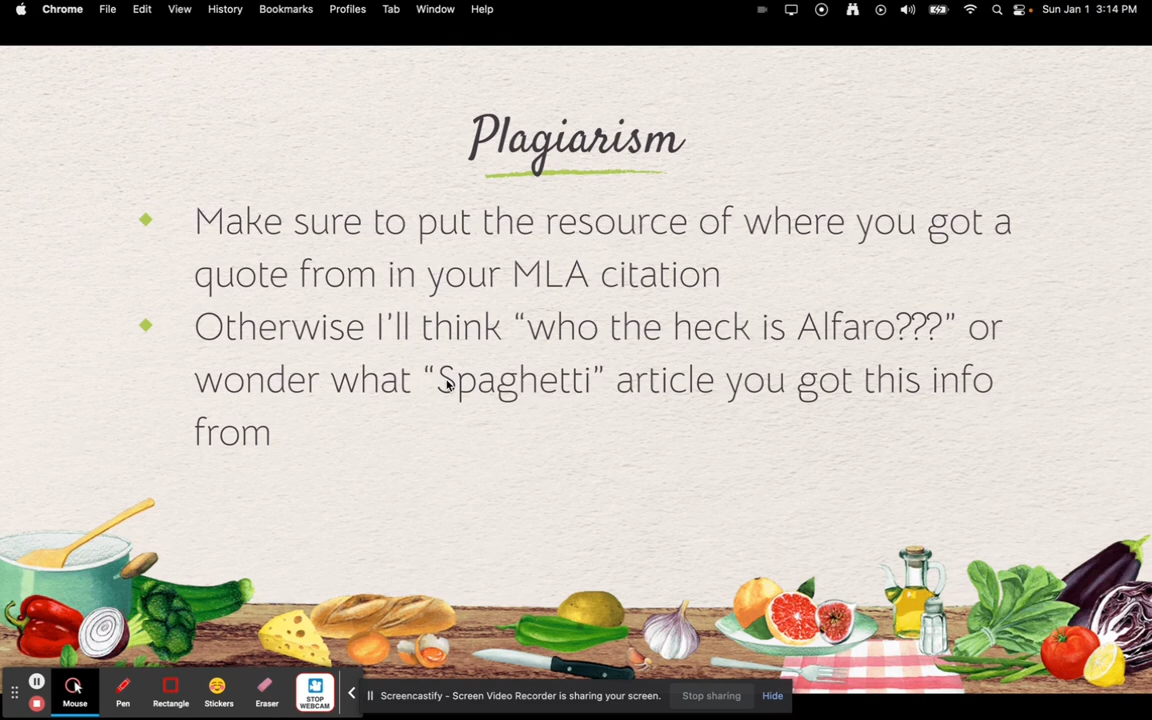 Chrome File Edit View History Bookmarks Profiles Tab Window Help Sun Jan 1 3:14 PM
Plagiarism
Make sure to put the resource of where you got a
quote from in your MLA citation
Otherwise I'll think “who the heck is Alfaro???” or
wonder what “Spaghetti” article you got this info
from
Mouse Pen Rectangle Stickers Eraser STOP WEBCAM
Screencastify - Screen Video Recorder is sharing your screen. Stop sharing Hide